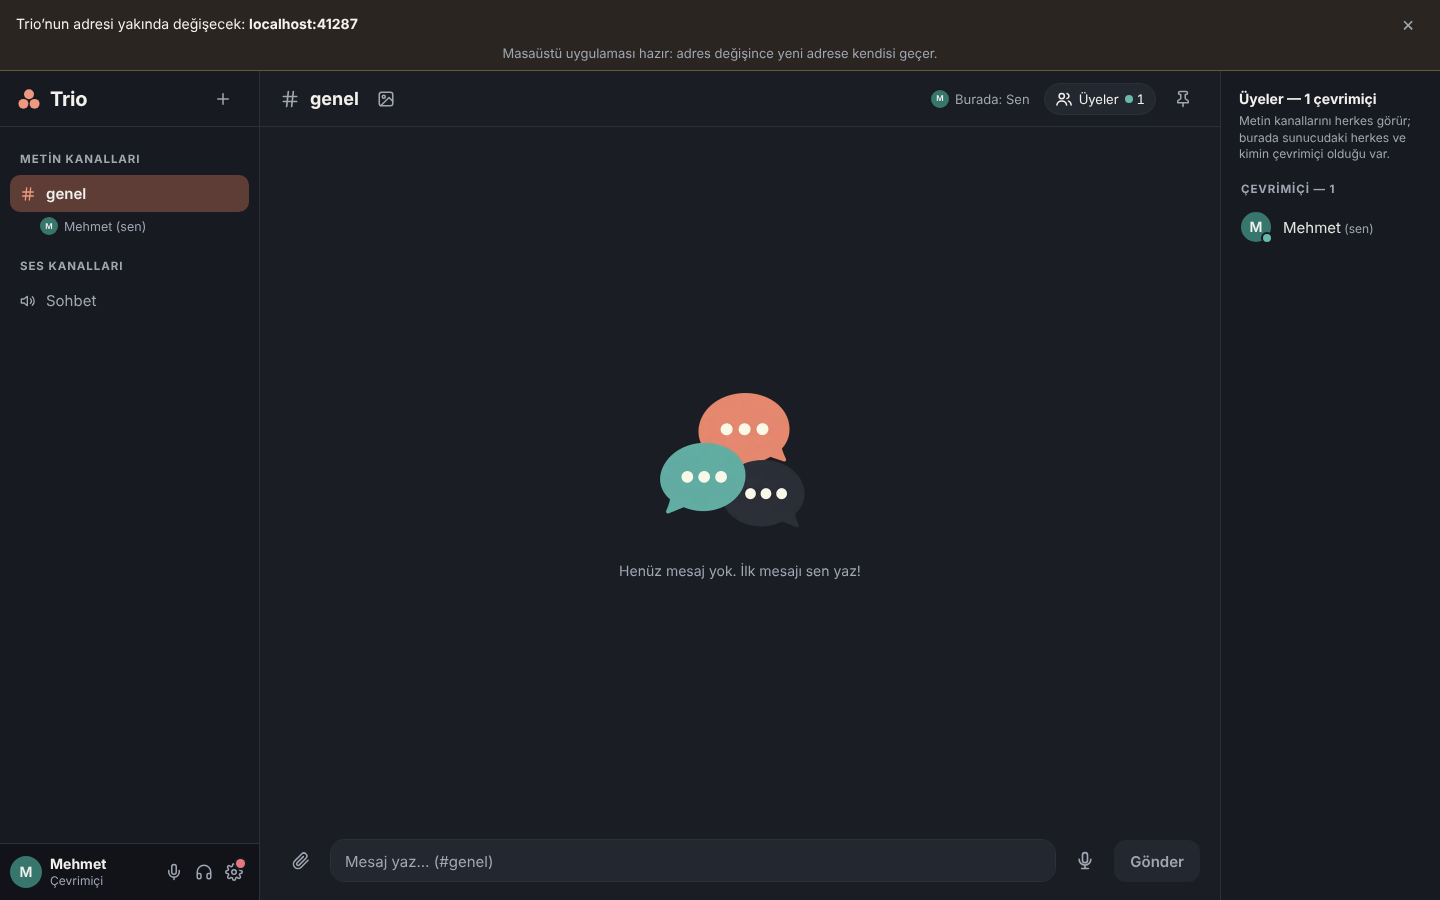 Trio'nun adresi yakında değişecek: localhost:41287
Masaüstü uygulaması hazır: adres değişince yeni adrese kendisi geçer.
Trio
genel
M Burada: Sen
Üyeler 1
Üyeler — 1 çevrimiçi
Metin kanallarını herkes görür;
burada sunucudaki herkes ve
kimin çevrimiçi olduğu var.
METİN KANALLARI
genel
M Mehmet (sen)
SES KANALLARI
Sohbet
ÇEVRİMİÇİ — 1
M Mehmet (sen)
Henüz mesaj yok. İlk mesajı sen yaz!
M Mehmet
Çevrimiçi
Mesaj yaz... (#genel)
Gönder